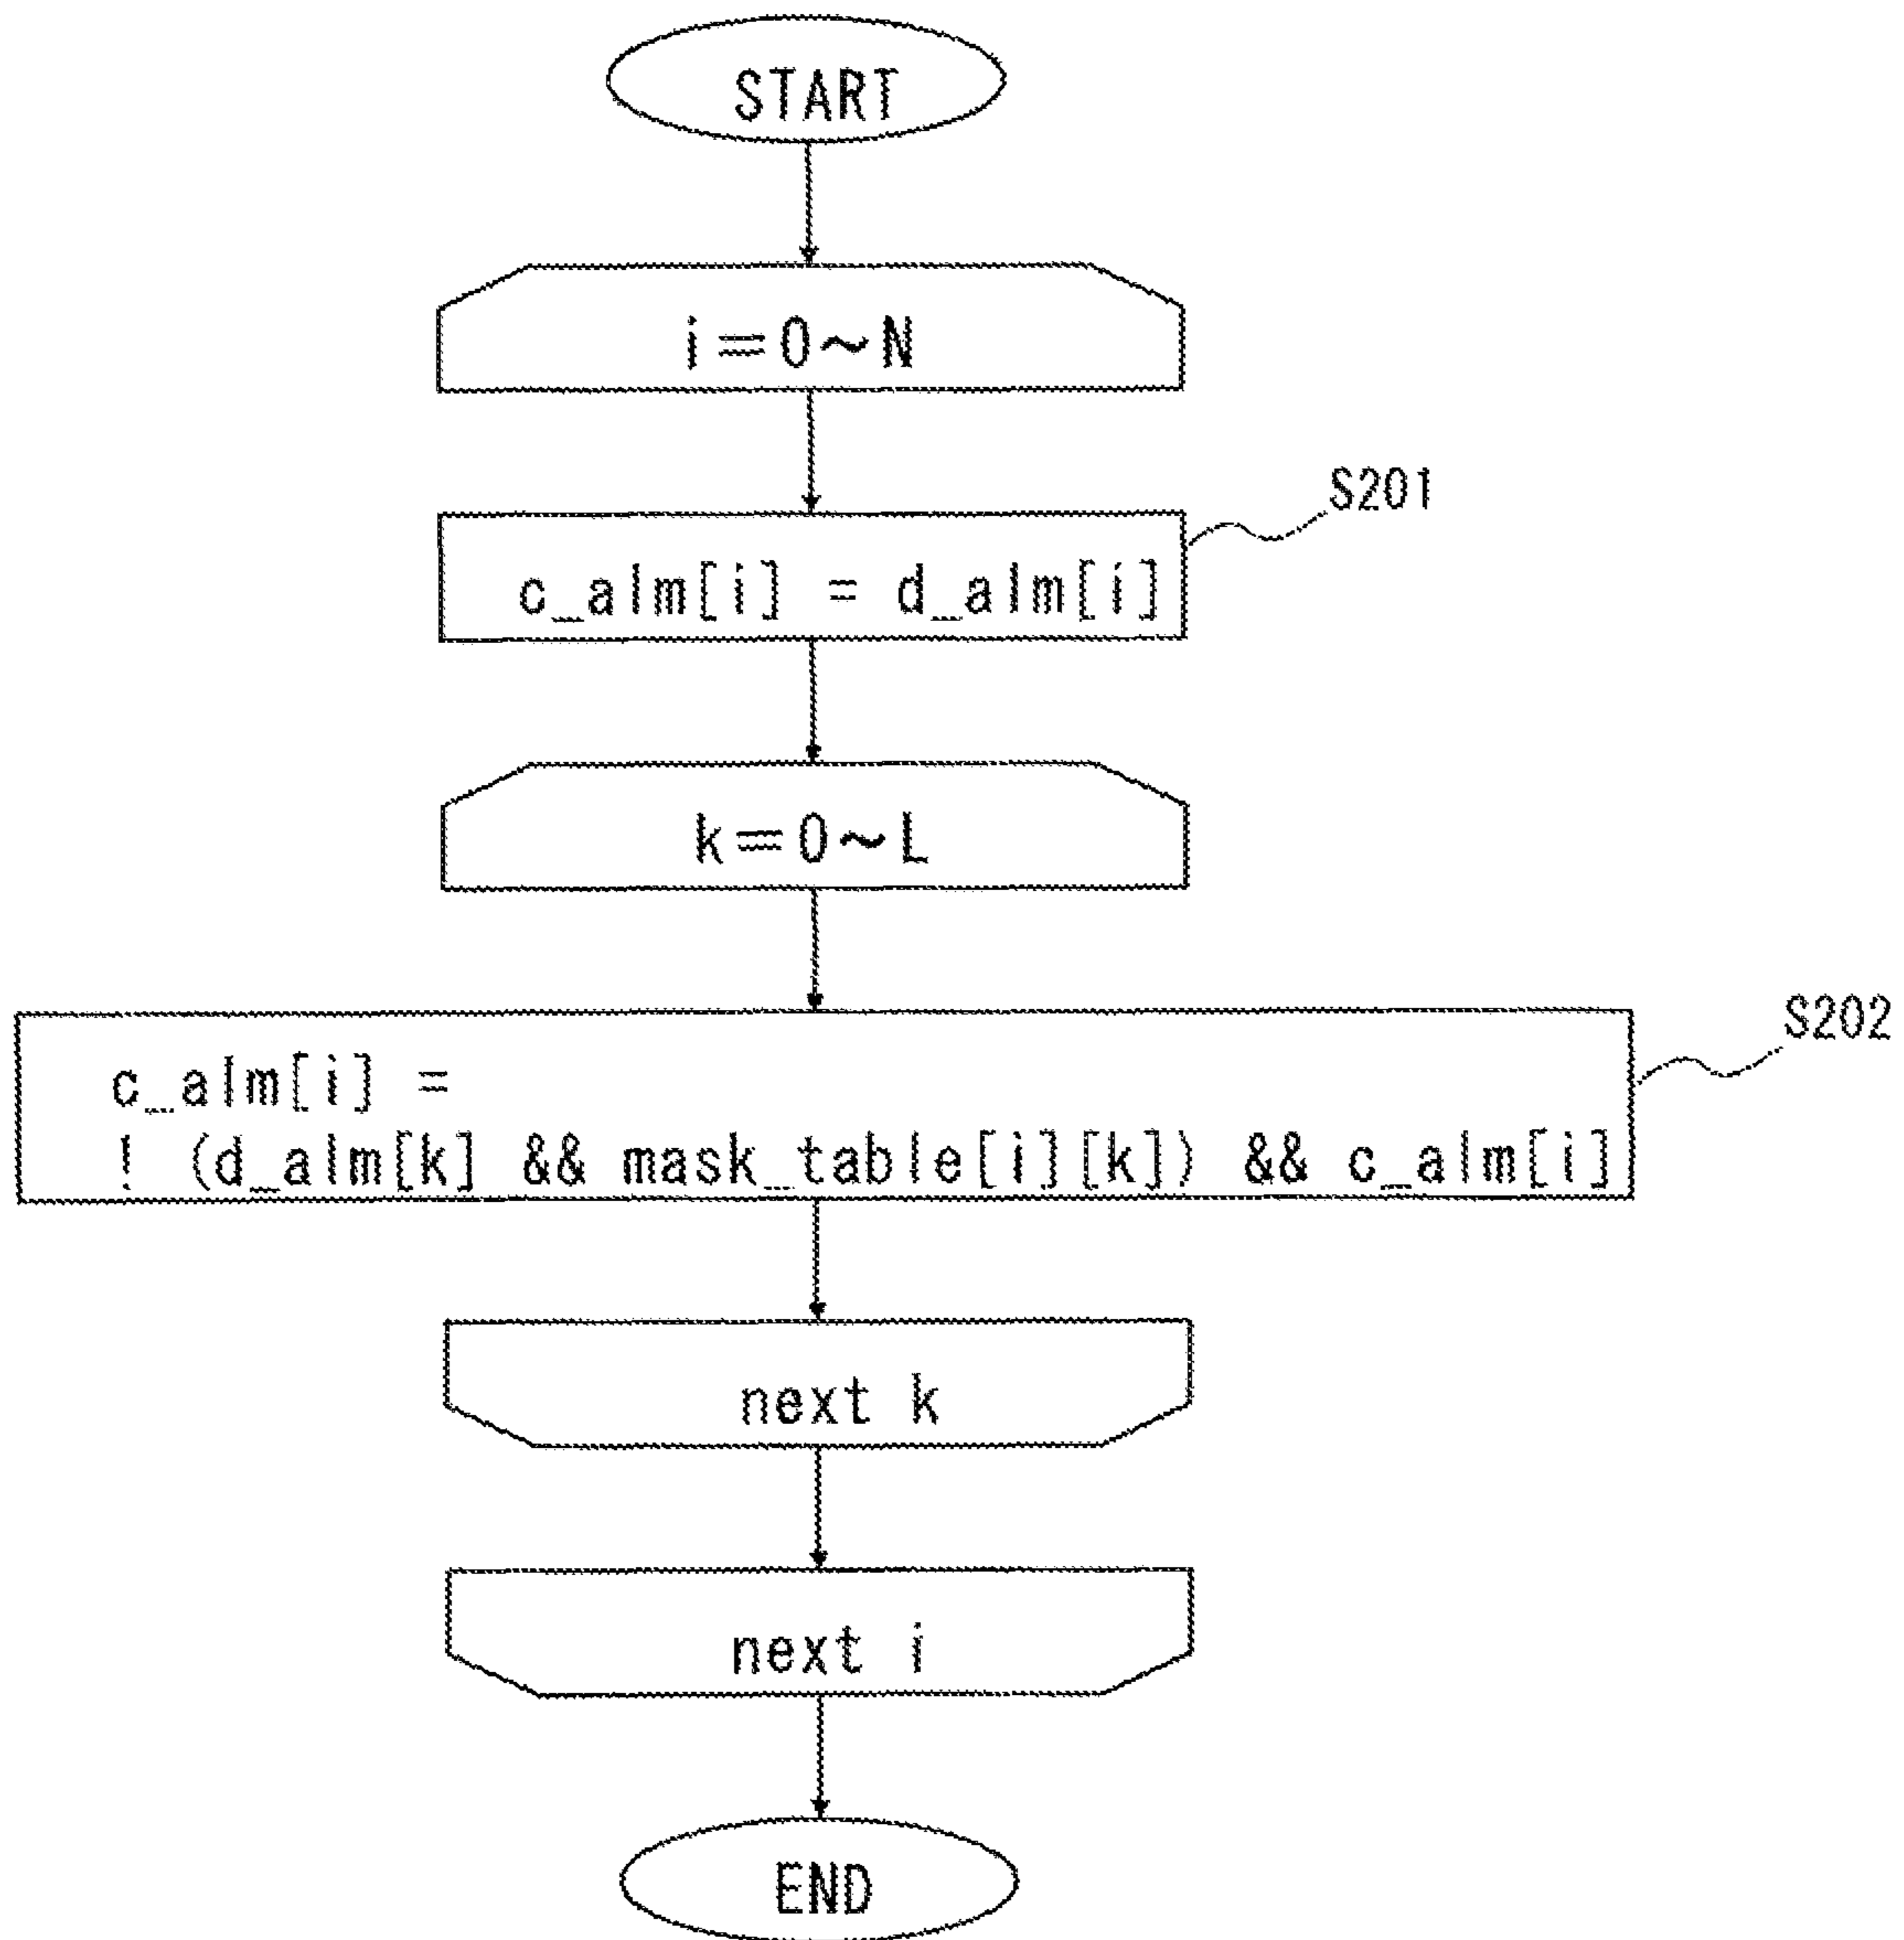 START
i=0~N
S201
c_alm[i] = d_alm[i]
k=0~L
S202
c_alm[i] =
! (d_alm[k] && mask_table[i][k]) && c_alm[i]
next k
next i
END